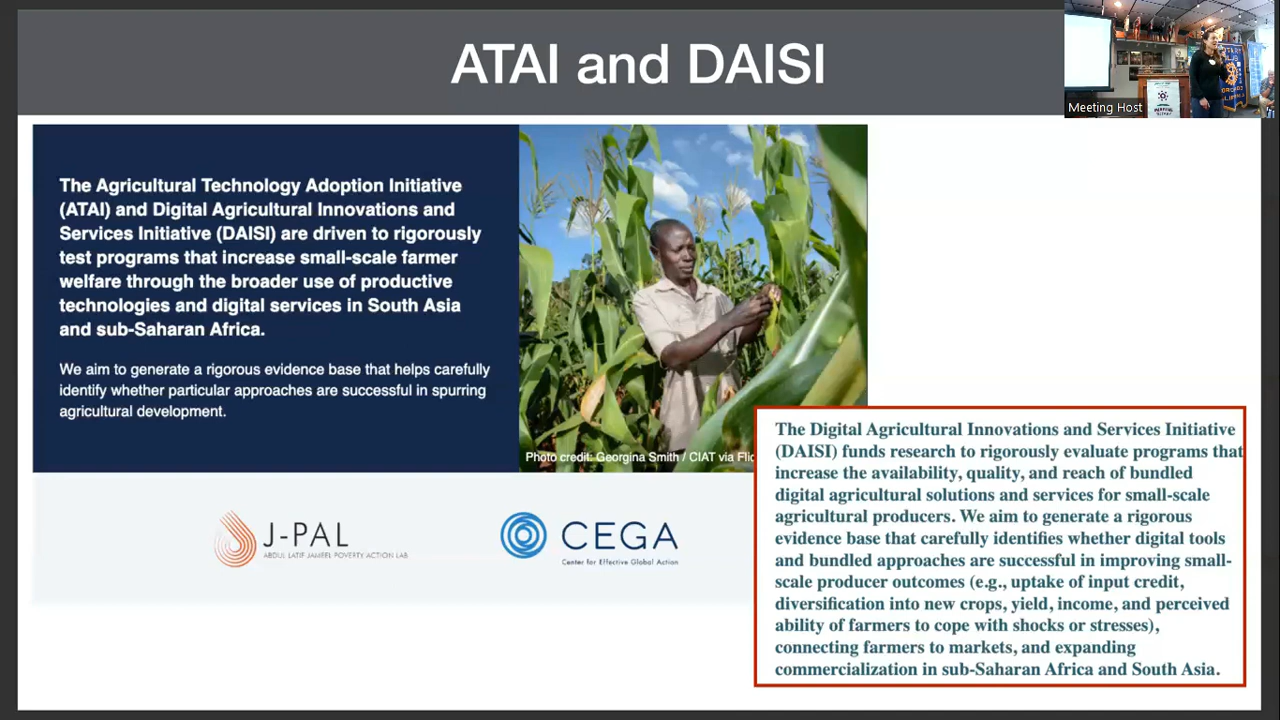 ATAI and DAISI
Meeting Host
The Agricultural Technology Adoption Initiative
(ATAI) and Digital Agricultural Innovations and
Services Initiative (DAISI) are driven to rigorously
test programs that increase small-scale farmer
welfare through the broader use of productive
technologies and digital services in South Asia
and sub-Saharan Africa.
We aim to generate a rigorous evidence base that helps carefully
identify whether particular approaches are successful in spurring
agricultural development.
Photo credit: Georgina Smith / CIAT via
J-PAL
ABDUL LATIF JAMEEL POVERTY ACTION LAB
CEGA
Center for Effective Global Action
The Digital Agricultural Innovations and Services Initiative
(DAISI) funds research to rigorously evaluate programs that
increase the availability, quality, and reach of bundled
digital agricultural solutions and services for small-scale
agricultural producers. We aim to generate a rigorous
evidence base that carefully identifies whether digital tools
and bundled approaches are successful in improving small-
scale producer outcomes (e.g., uptake of input credit,
diversification into new crops, yield, income, and perceived
ability of farmers to cope with shocks or stresses),
connecting farmers to markets, and expanding
commercialization in sub-Saharan Africa and South Asia.